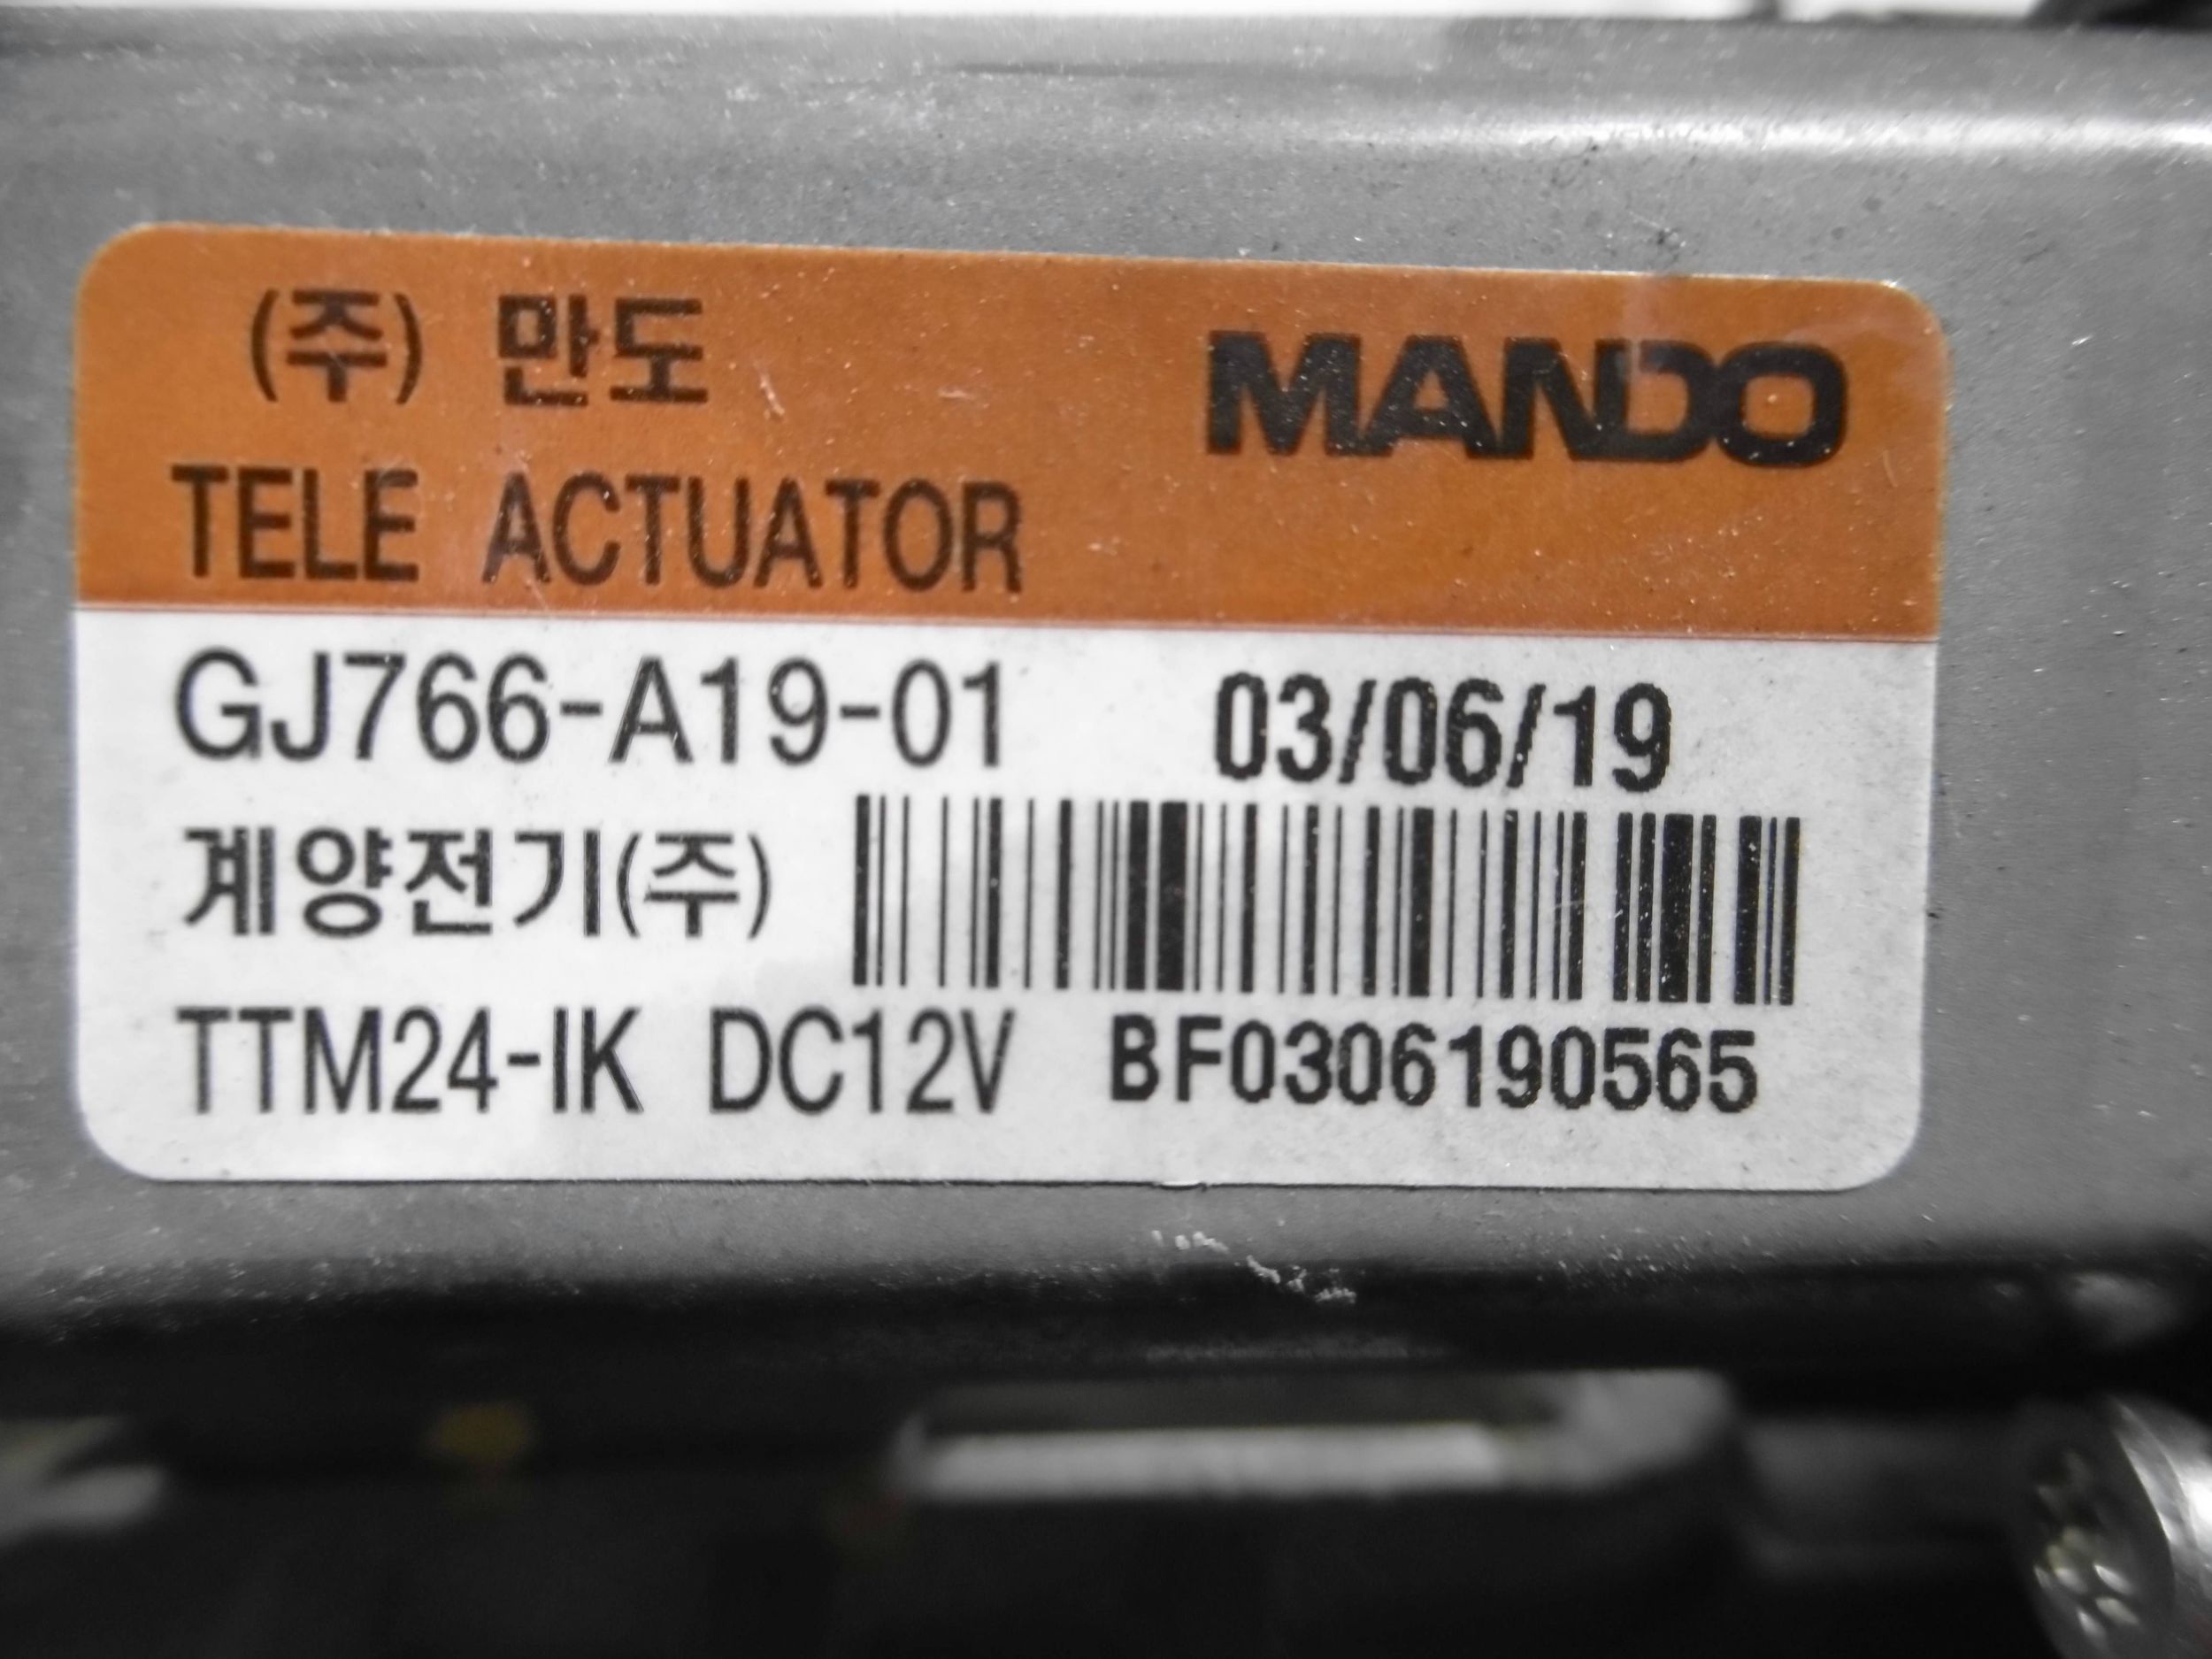 (주) 만도 MANDO
TELE ACTUATOR
GJ766-A19-01 03/06/19
계양전기(주)
TTM24-IK DC12V BF0306190565